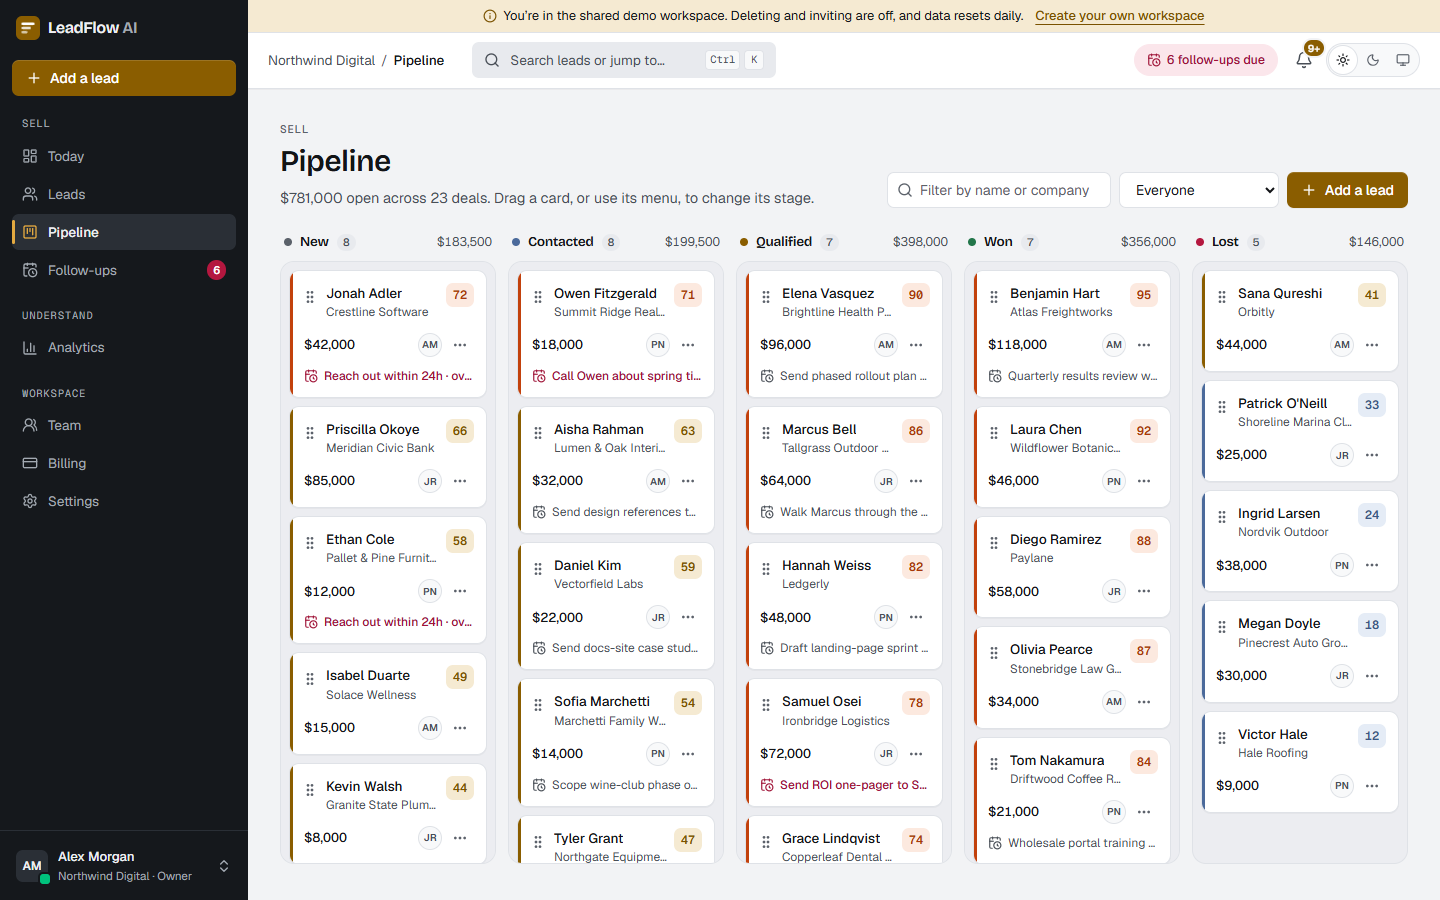 LeadFlow AI
Add a lead
SELL
Today
Leads
Pipeline
Follow-ups 6
UNDERSTAND
Analytics
WORKSPACE
Team
Billing
Settings
AM Alex Morgan
Northwind Digital · Owner
You're in the shared demo workspace. Deleting and inviting are off, and data resets daily. Create your own workspace
Northwind Digital / Pipeline
Search leads or jump to… Ctrl K
6 follow-ups due
9+
SELL
Pipeline
$781,000 open across 23 deals. Drag a card, or use its menu, to change its stage.
Filter by name or company
Everyone
Add a lead
New 8 $183,500
Jonah Adler 72
Crestline Software
$42,000 AM
Reach out within 24h · ov…
Priscilla Okoye 66
Meridian Civic Bank
$85,000 JR
Ethan Cole 58
Pallet & Pine Furnit…
$12,000 PN
Reach out within 24h · ov…
Isabel Duarte 49
Solace Wellness
$15,000 AM
Kevin Walsh 44
Granite State Plum…
$8,000 JR
Contacted 8 $199,500
Owen Fitzgerald 71
Summit Ridge Real…
$18,000 PN
Call Owen about spring ti…
Aisha Rahman 63
Lumen & Oak Interi…
$32,000 AM
Send design references t…
Daniel Kim 59
Vectorfield Labs
$22,000 JR
Send docs-site case stud…
Sofia Marchetti 54
Marchetti Family W…
$14,000 PN
Scope wine-club phase o…
Tyler Grant 47
Northgate Equipme…
Qualified 7 $398,000
Elena Vasquez 90
Brightline Health P…
$96,000 AM
Send phased rollout plan …
Marcus Bell 86
Tallgrass Outdoor …
$64,000 JR
Walk Marcus through the …
Hannah Weiss 82
Ledgerly
$48,000 PN
Draft landing-page sprint …
Samuel Osei 78
Ironbridge Logistics
$72,000 JR
Send ROI one-pager to S…
Grace Lindqvist 74
Copperleaf Dental …
Won 7 $356,000
Benjamin Hart 95
Atlas Freightworks
$118,000 AM
Quarterly results review w…
Laura Chen 92
Wildflower Botanic…
$46,000 PN
Diego Ramirez 88
Paylane
$58,000 JR
Olivia Pearce 87
Stonebridge Law G…
$34,000 AM
Tom Nakamura 84
Driftwood Coffee R…
$21,000 PN
Wholesale portal training …
Lost 5 $146,000
Sana Qureshi 41
Orbitly
$44,000 AM
Patrick O'Neill 33
Shoreline Marina Cl…
$25,000 JR
Ingrid Larsen 24
Nordvik Outdoor
$38,000 PN
Megan Doyle 18
Pinecrest Auto Gro…
$30,000 JR
Victor Hale 12
Hale Roofing
$9,000 PN